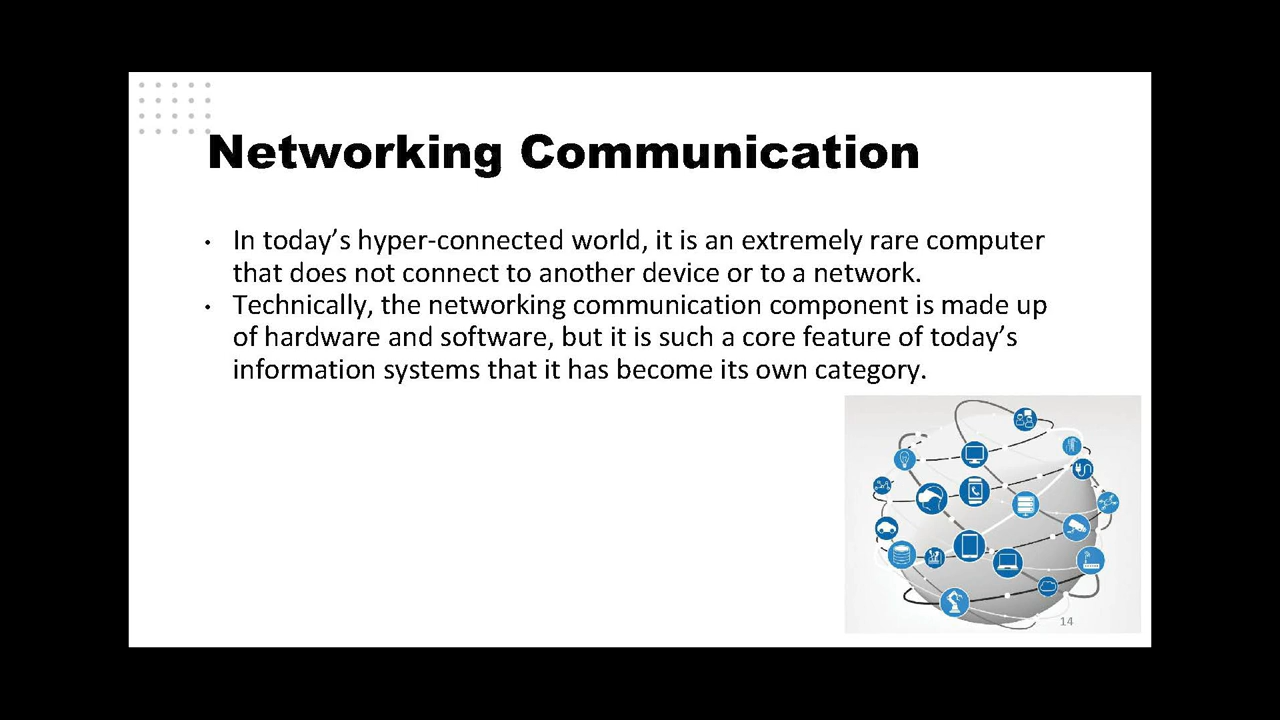 Networking Communication
• In today’s hyper-connected world, it is an extremely rare computer
that does not connect to another device or to a network.
• Technically, the networking communication component is made up
of hardware and software, but it is such a core feature of today’s
information systems that it has become its own category.
14